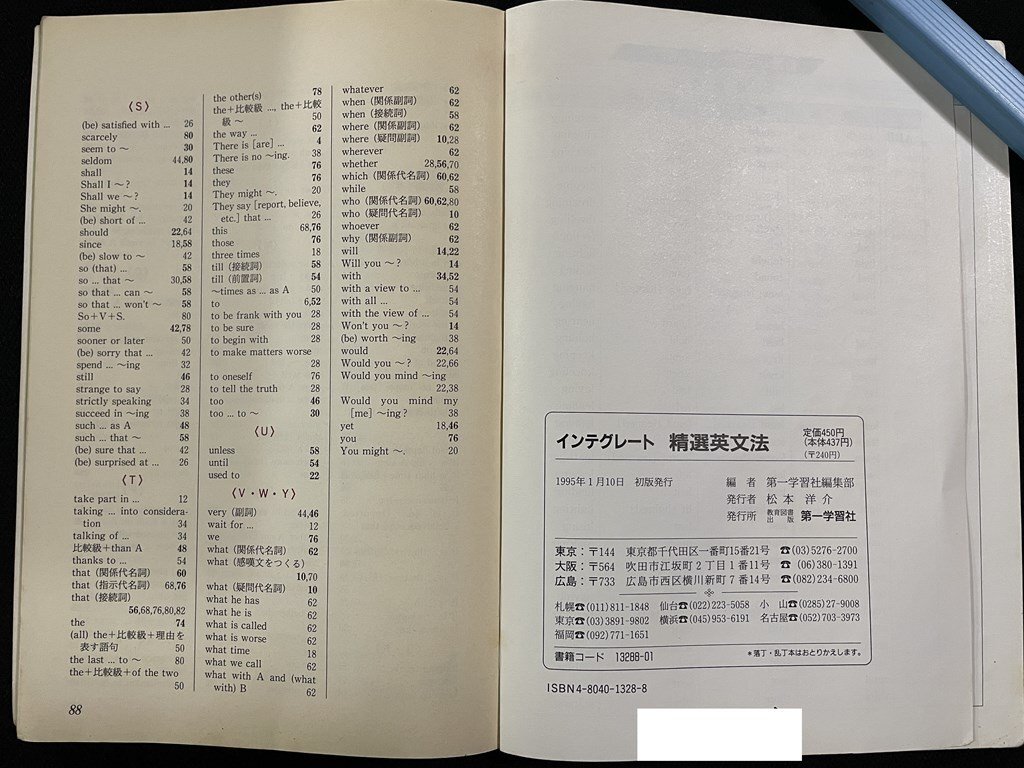 〈S〉
(be) satisfied with ... 26
scarcely 80
seem to ～ 30
seldom 44,80
shall 14
Shall I ～? 14
Shall we ～? 14
She might ～. 20
(be) short of ... 42
should 22,64
since 18,58
(be) slow to ～ 42
so (that) ... 58
so ... that ～ 30,58
so that ... can ～ 58
so that ... won't ～ 58
So＋V＋S. 80
some 42,78
sooner or later 50
(be) sorry that ... 42
spend ... ～ing 32
still 46
strange to say 28
strictly speaking 34
succeed in ～ing 38
such ... as A 48
such ... that ～ 58
(be) sure that ... 42
(be) surprised at ... 26
〈T〉
take part in ... 12
taking ... into considera-
tion 34
talking of ... 34
比較級＋than A 48
thanks to ... 54
that (関係代名詞) 60
that (指示代名詞) 68,76
that (接続詞)
56,68,76,80,82
the 74
(all) the＋比較級＋理由を
表す語句 50
the last ... to ～ 80
the＋比較級＋of the two
50
the other(s) 78
the＋比較級 ..., the＋比較
級 ～ 50
the way ... 62
There is [are] ... 4
There is no ～ing. 38
these 76
they 76
They might ～. 20
They say [report, believe,
etc.] that ... 26
this 68,76
those 76
three times 18
till (接続詞) 58
till (前置詞) 54
～times as ... as A 50
to 6,52
to be frank with you 28
to be sure 28
to begin with 28
to make matters worse
28
to oneself 76
to tell the truth 28
too 46
too ... to ～ 30
〈U〉
unless 58
until 54
used to 22
〈V・W・Y〉
very (副詞) 44,46
wait for ... 12
we 76
what (関係代名詞) 62
what (感嘆文をつくる)
10,70
what (疑問代名詞) 10
what he has 62
what he is 62
what is called 62
what is worse 62
what time 18
what we call 62
what with A and (what
with) B 62
whatever 62
when (関係副詞) 62
when (接続詞) 58
where (関係副詞) 62
where (疑問副詞) 10,28
wherever 62
whether 28,56,70
which (関係代名詞) 60,62
while 58
who (関係代名詞) 60,62,80
who (疑問代名詞) 10
whoever 62
why (関係副詞) 62
will 14,22
Will you ～? 14
with 34,52
with a view to ... 54
with all ... 54
with the view of ... 54
Won't you ～? 14
(be) worth ～ing 38
would 22,64
Would you ～? 22,66
Would you mind ～ing
22,38
Would you mind my
[me] ～ing? 38
yet 18,46
you 76
You might ～. 20
88
インテグレート 精選英文法
定価450円
(本体437円)
(〒240円)
1995年1月10日 初版発行
編者 第一学習社編集部
発行者 松本洋介
発行所 教育図書出版 第一学習社
東京：〒144 東京都千代田区一番町15番21号 ☎(03)5276-2700
大阪：〒564 吹田市江坂町2丁目1番11号 ☎(06)380-1391
広島：〒733 広島市西区横川新町7番14号 ☎(082)234-6800
札幌☎(011)811-1848 仙台☎(022)223-5058 小山☎(0285)27-9008
東京☎(03)3891-9802 横浜☎(045)953-6191 名古屋☎(052)703-3973
福岡☎(092)771-1651
書籍コード 13288-01
＊落丁・乱丁本はおとりかえします。
ISBN4-8040-1328-8